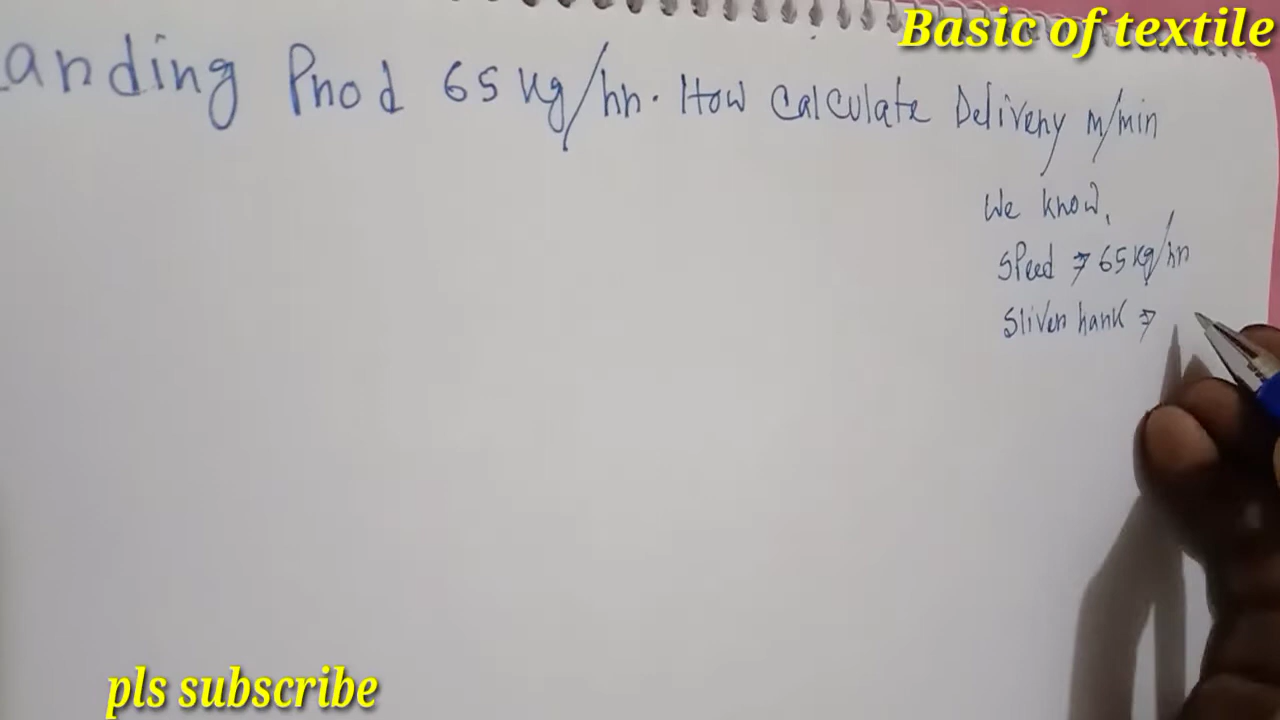 Basic of textile
anding Prod 65 kg/hr. How calculate Delivery m/min
We know,
Speed ⇒ 65 kg/hr
Sliver hank ⇒
pls subscribe